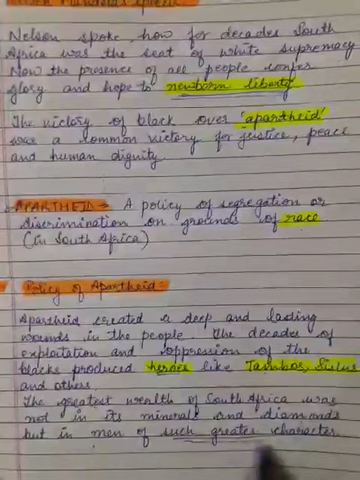 Nelson Mandela's speech
Nelson spoke, how for decades South
Africa was the seat of white supremacy
Now the presence of all people confer
glory and hope to newborn liberty
The victory of black over 'apartheid'
was a common victory for justice, peace
and human dignity.
APARTHEID → A policy of segregation or
discrimination on grounds of race
(in South Africa)
Policy of Apartheid:
Apartheid created a deep and lasting
wounds in the people. The decades of
exploitation and oppression of the
blacks produced heroes like Tambos, Sisulus
and others
The greatest wealth of South Africa was
not in its minerals and diamonds
but in men of such greater character